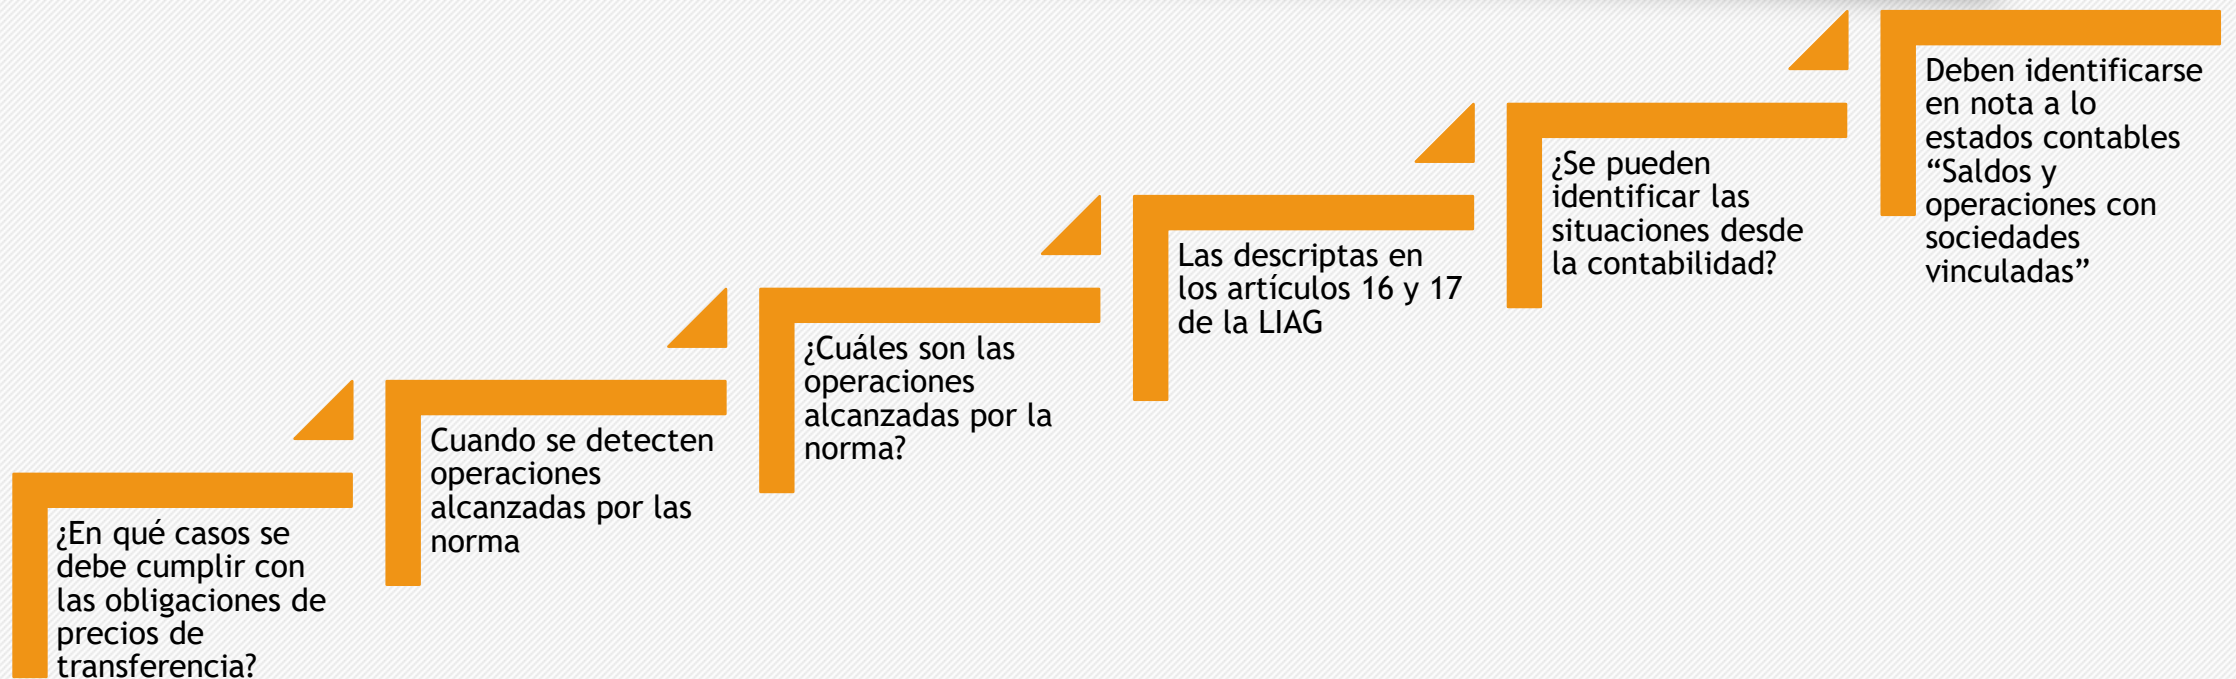 ¿En qué casos se
debe cumplir con
las obligaciones de
precios de
transferencia?
Cuando se detecten
operaciones
alcanzadas por las
norma
¿Cuáles son las
operaciones
alcanzadas por la
norma?
Las descriptas en
los artículos 16 y 17
de la LIAG
¿Se pueden
identificar las
situaciones desde
la contabilidad?
Deben identificarse
en nota a lo
estados contables
“Saldos y
operaciones con
sociedades
vinculadas”